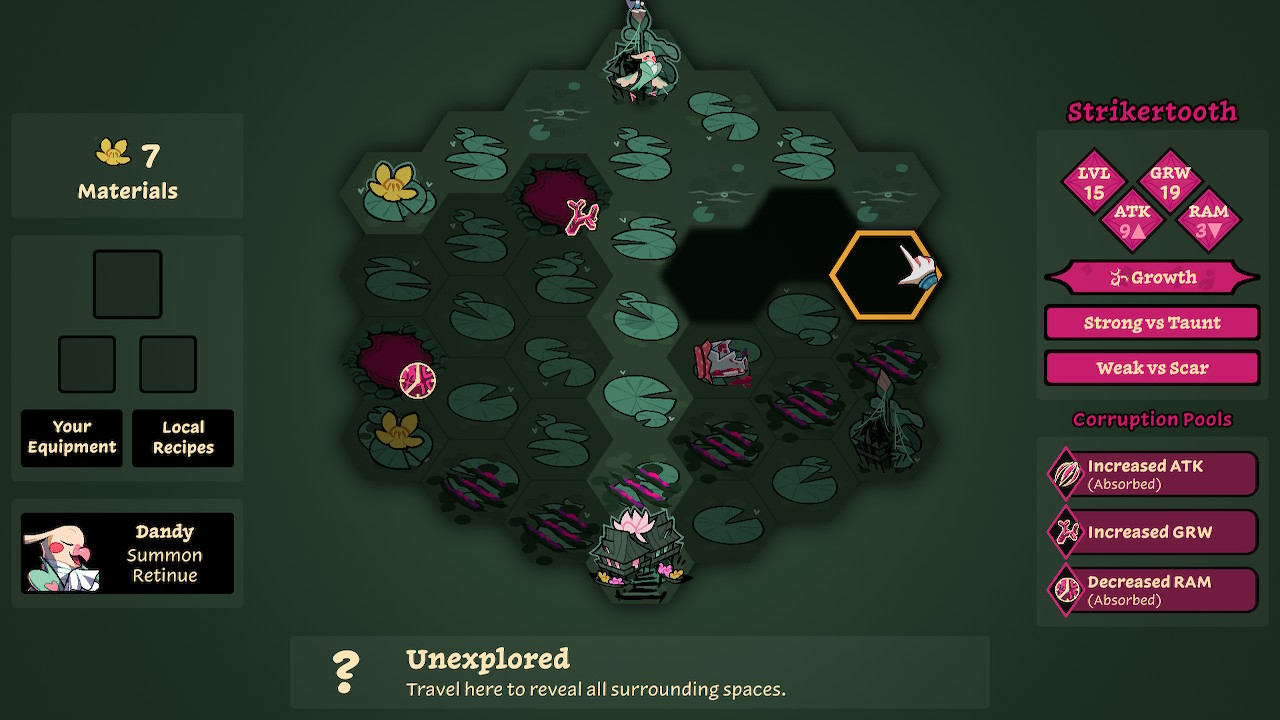 7
Materials
Your
Equipment
Local
Recipes
Dandy
Summon
Retinue
Strikertooth
LVL
15
GRW
19
ATK
9
RAM
3
Growth
Strong vs Taunt
Weak vs Scar
Corruption Pools
Increased ATK
(Absorbed)
Increased GRW
Decreased RAM
(Absorbed)
?
Unexplored
Travel here to reveal all surrounding spaces.